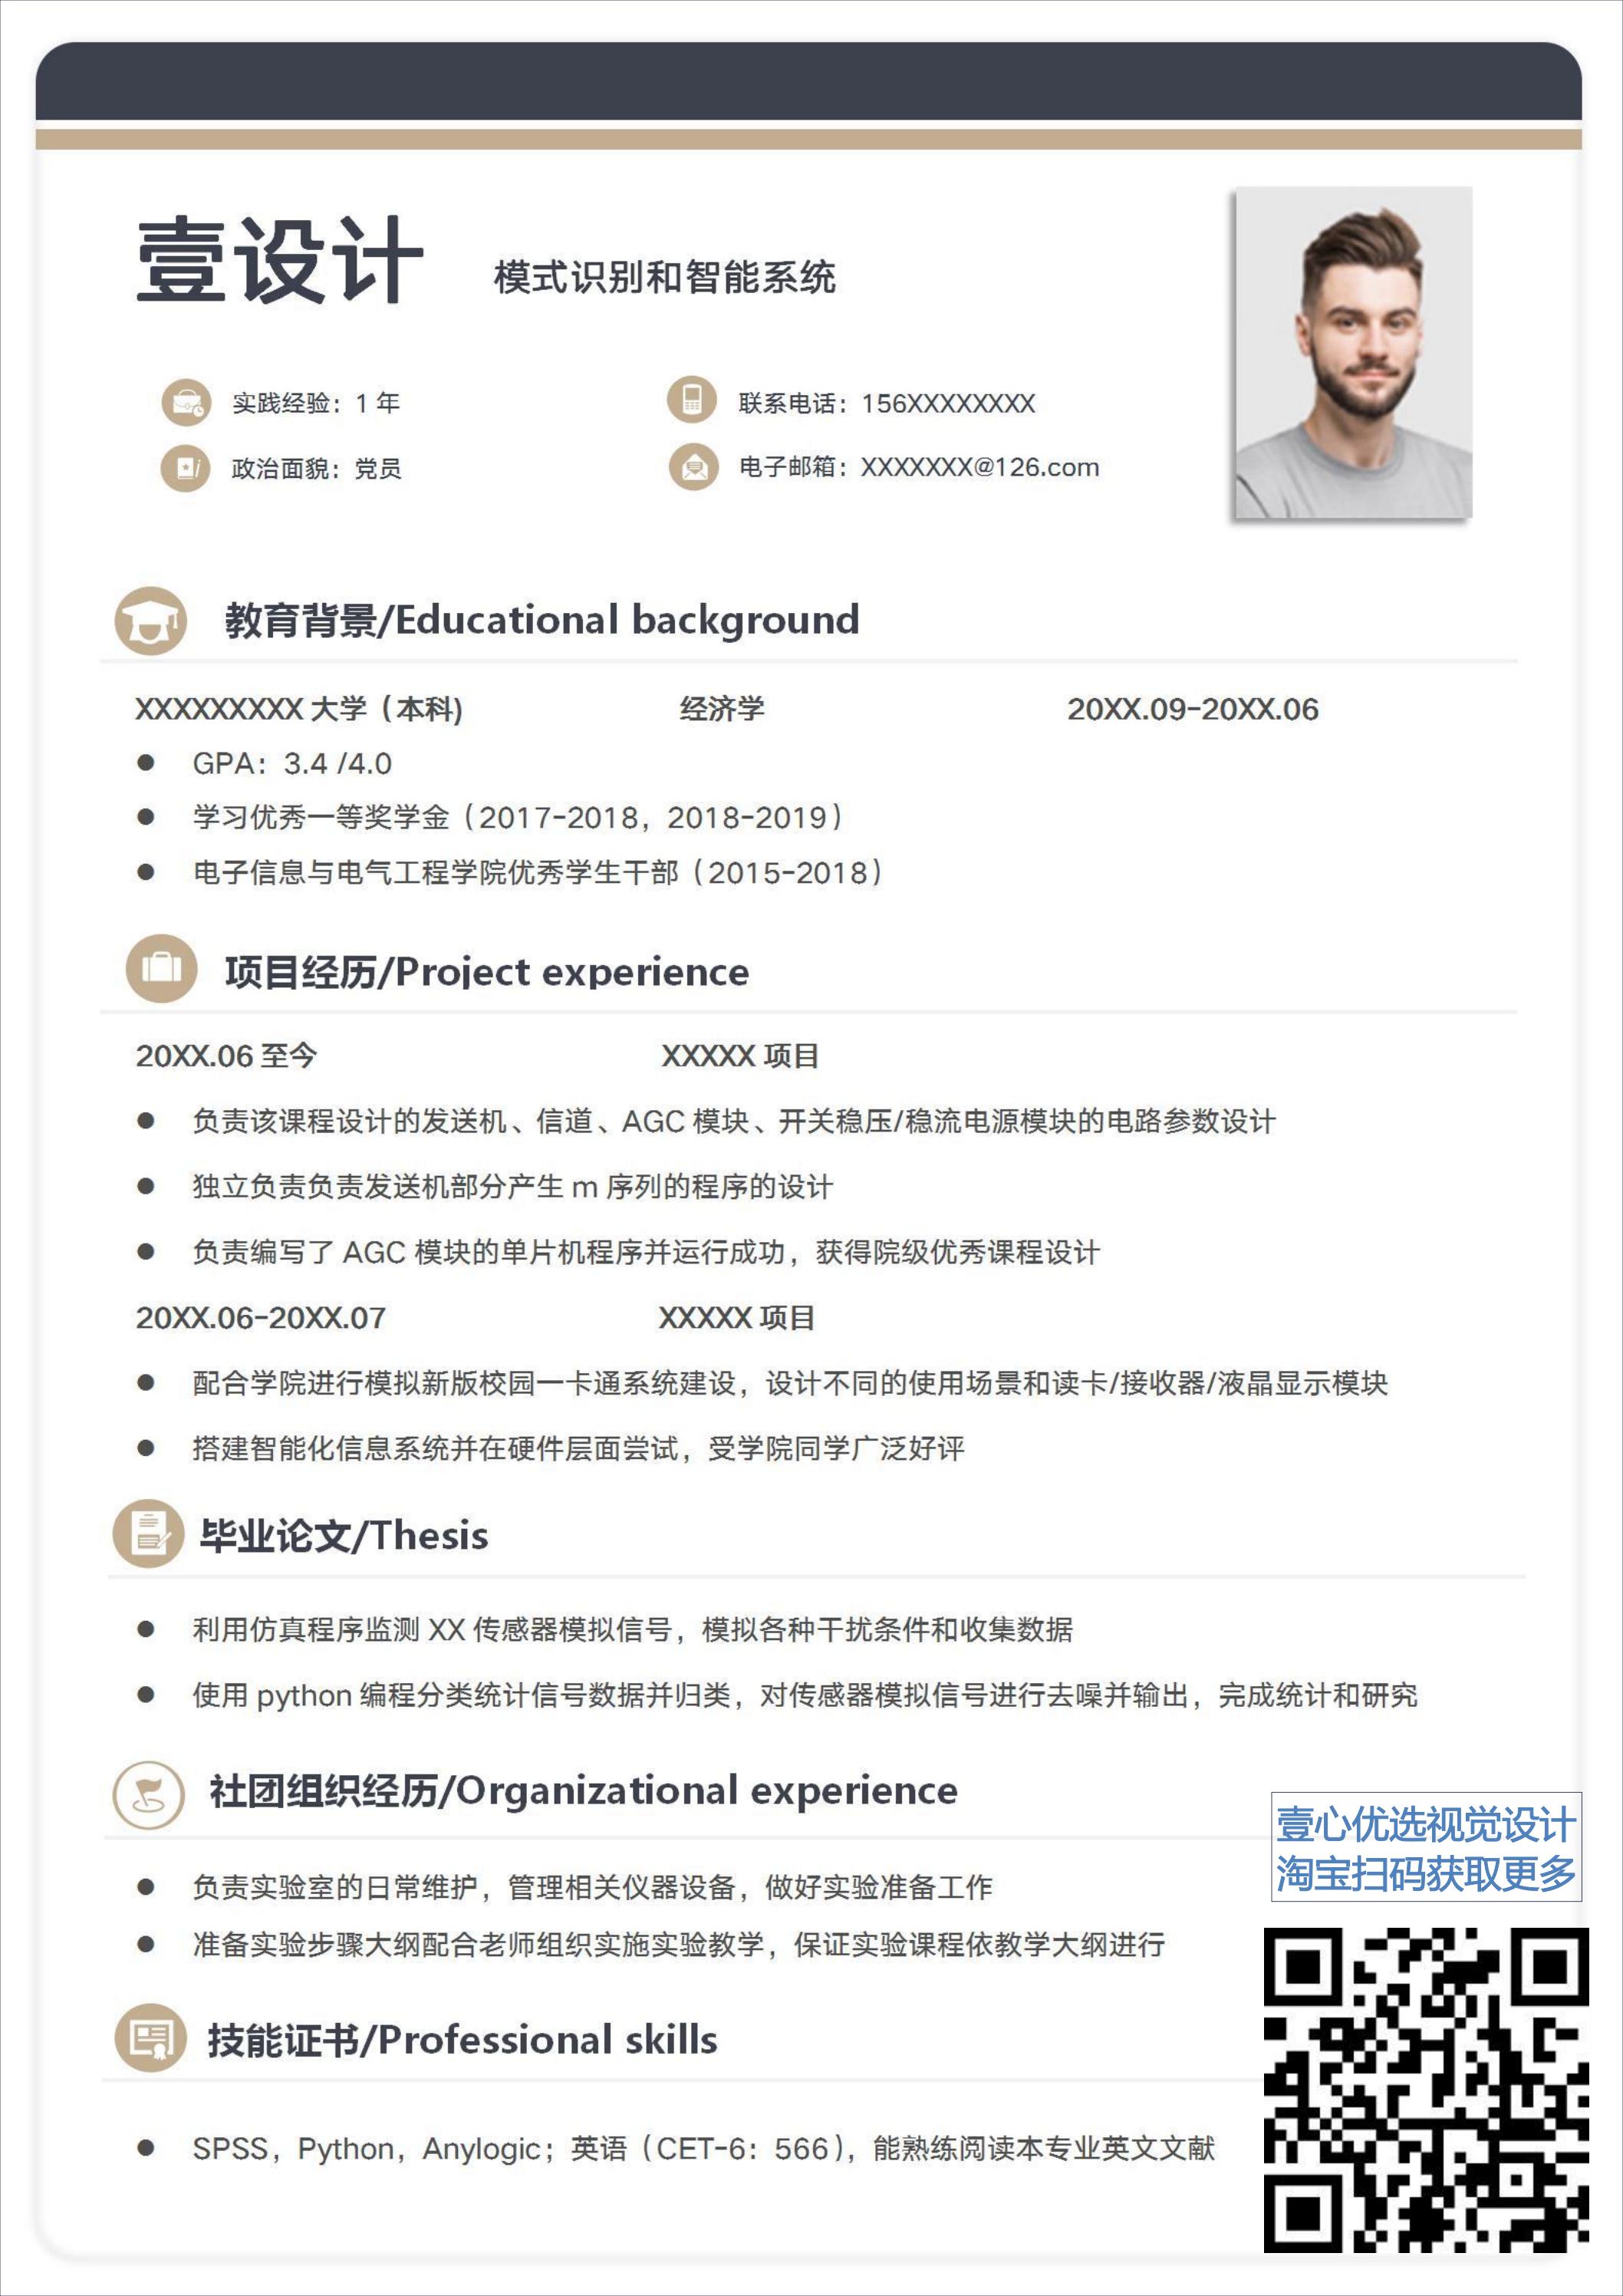 壹设计 模式识别和智能系统
实践经验：1 年 联系电话：156XXXXXXXX
政治面貌：党员 电子邮箱：XXXXXXX@126.com
教育背景/Educational background
XXXXXXXXX 大学（本科) 经济学 20XX.09-20XX.06
● GPA：3.4 /4.0
● 学习优秀一等奖学金（2017-2018，2018-2019）
● 电子信息与电气工程学院优秀学生干部（2015-2018）
项目经历/Project experience
20XX.06 至今 XXXXX 项目
● 负责该课程设计的发送机、信道、AGC 模块、开关稳压/稳流电源模块的电路参数设计
● 独立负责负责发送机部分产生 m 序列的程序的设计
● 负责编写了 AGC 模块的单片机程序并运行成功，获得院级优秀课程设计
20XX.06-20XX.07 XXXXX 项目
● 配合学院进行模拟新版校园一卡通系统建设，设计不同的使用场景和读卡/接收器/液晶显示模块
● 搭建智能化信息系统并在硬件层面尝试，受学院同学广泛好评
毕业论文/Thesis
● 利用仿真程序监测 XX 传感器模拟信号，模拟各种干扰条件和收集数据
● 使用 python 编程分类统计信号数据并归类，对传感器模拟信号进行去噪并输出，完成统计和研究
社团组织经历/Organizational experience
● 负责实验室的日常维护，管理相关仪器设备，做好实验准备工作
● 准备实验步骤大纲配合老师组织实施实验教学，保证实验课程依教学大纲进行
壹心优选视觉设计
淘宝扫码获取更多
技能证书/Professional skills
● SPSS，Python，Anylogic；英语（CET-6：566），能熟练阅读本专业英文文献